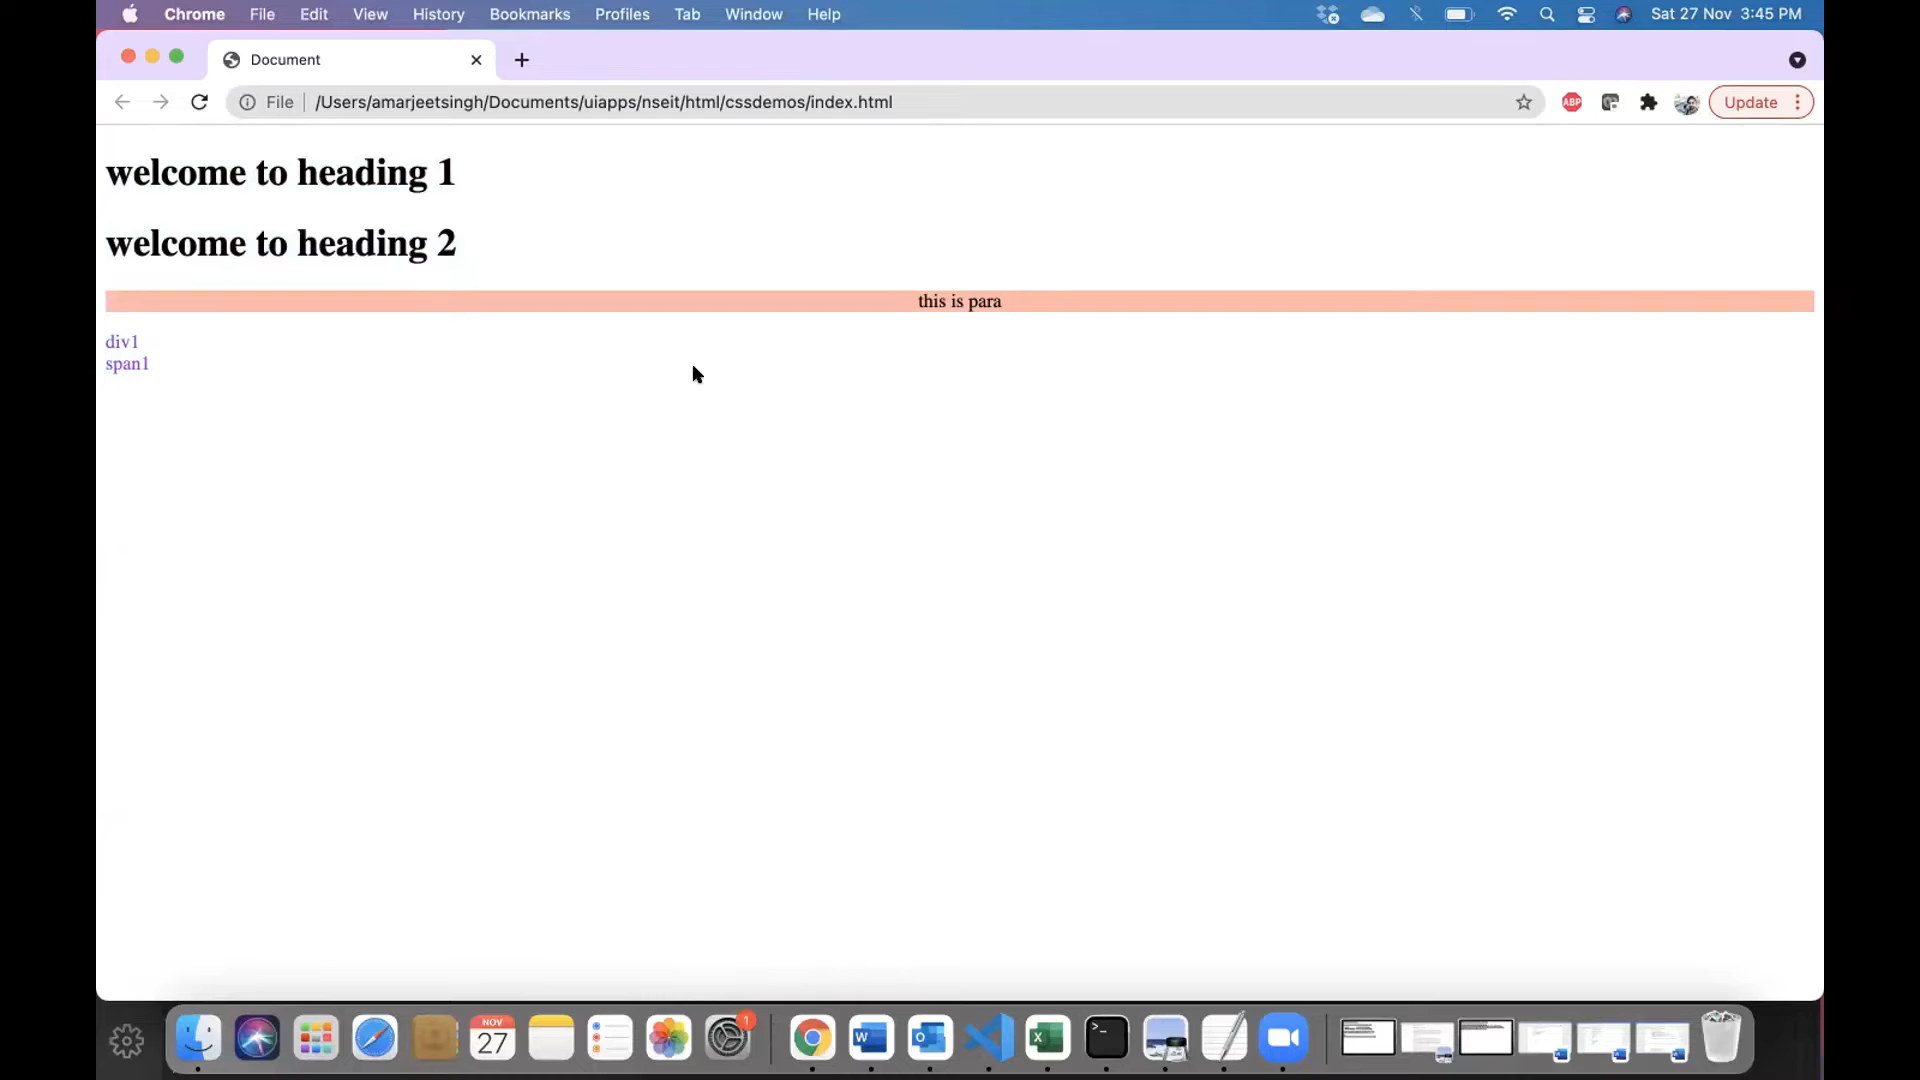 Chrome File Edit View History Bookmarks Profiles Tab Window Help Sat 27 Nov 3:45 PM
Document
File /Users/amarjeetsingh/Documents/uiapps/nseit/html/cssdemos/index.html ABP Update
welcome to heading 1
welcome to heading 2
this is para
div1
span1
NOV
27
1
W
O
X
>_